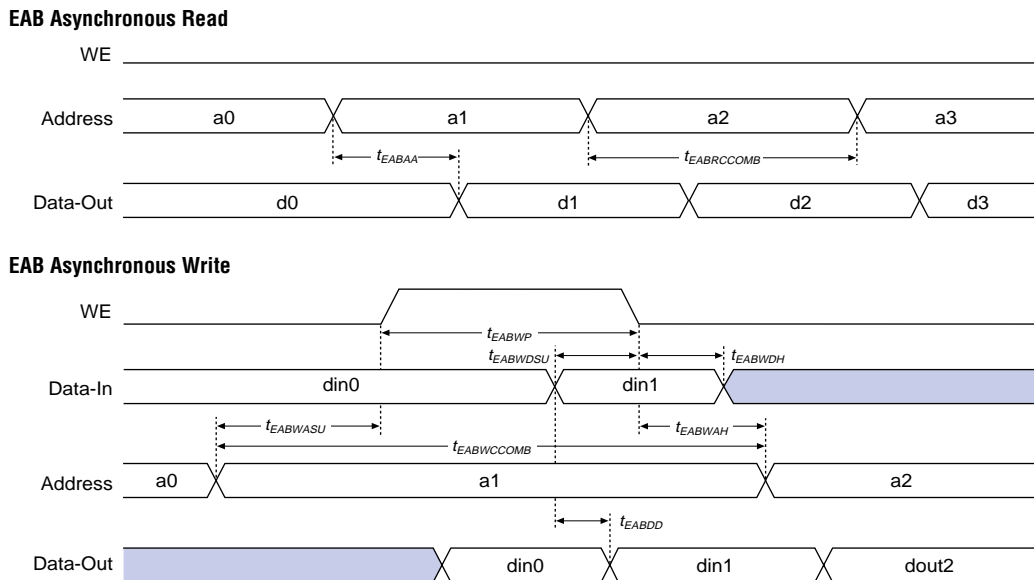 EAB Asynchronous Read
WE
Address a0 a1 a2 a3
tEABAA tEABRCCOMB
Data-Out d0 d1 d2 d3
EAB Asynchronous Write
WE
tEABWP
tEABWDSU tEABWDH
Data-In din0 din1
tEABWASU tEABWAH
tEABWCCOMB
Address a0 a1 a2
tEABDD
Data-Out din0 din1 dout2